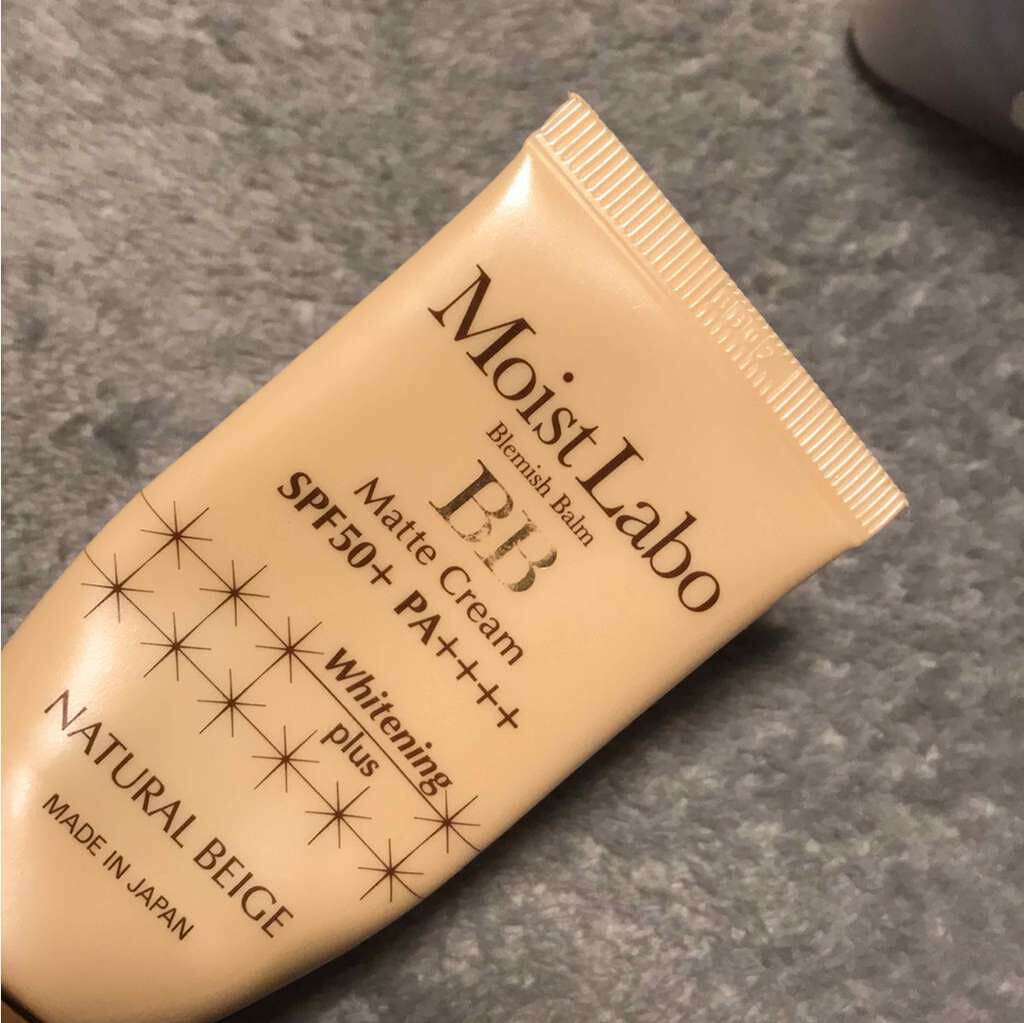 Moist Labo
Blemish Balm
BB
Matte Cream
SPF50+ PA++++
Whitening
plus
NATURAL BEIGE
MADE IN JAPAN